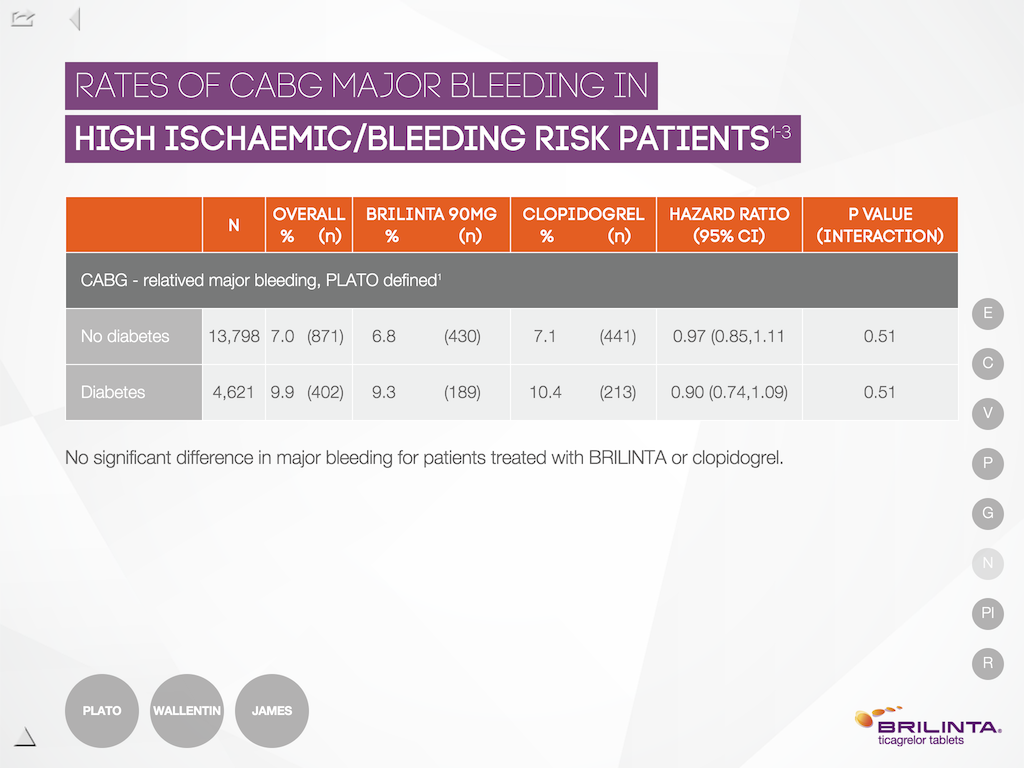 RATES OF CABG MAJOR BLEEDING IN
HIGH ISCHAEMIC/BLEEDING RISK PATIENTS1-3
N OVERALL % (n) BRILINTA 90MG % (n) CLOPIDOGREL % (n) HAZARD RATIO (95% CI) P VALUE (INTERACTION)
CABG - relatived major bleeding, PLATO defined1
No diabetes 13,798 7.0 (871) 6.8 (430) 7.1 (441) 0.97 (0.85,1.11 0.51
Diabetes 4,621 9.9 (402) 9.3 (189) 10.4 (213) 0.90 (0.74,1.09) 0.51
No significant difference in major bleeding for patients treated with BRILINTA or clopidogrel.
E
C
V
P
G
N
PI
R
PLATO WALLENTIN JAMES
BRILINTA®
ticagrelor tablets